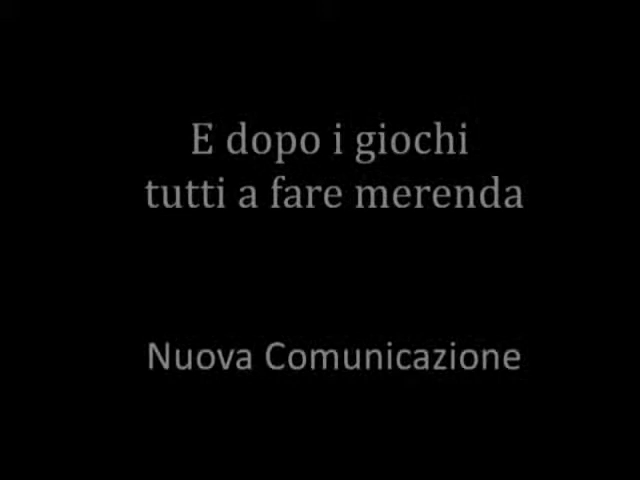 E dopo i giochi
tutti a fare merenda
Nuova Comunicazione